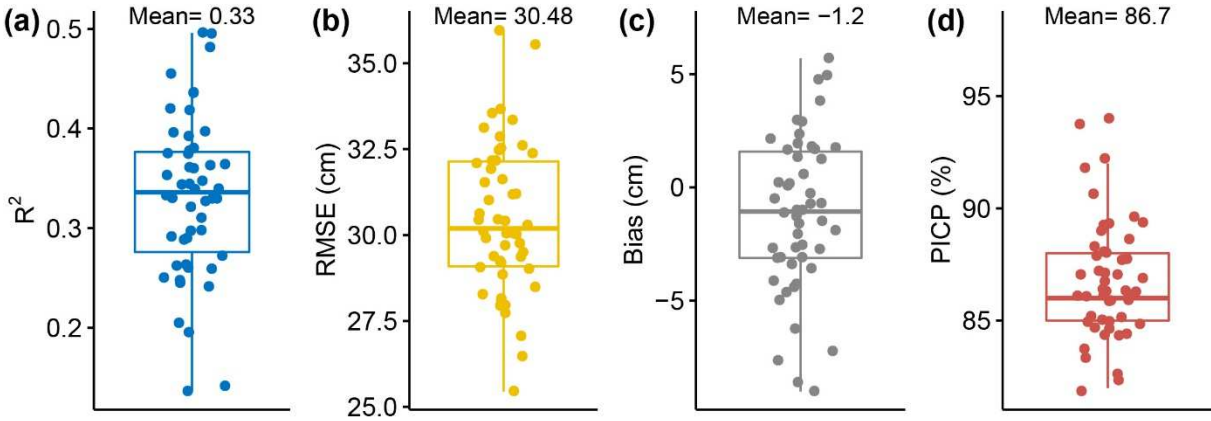 (a)
Mean= 0.33
R²
0.5
0.4
0.3
0.2
(b)
Mean= 30.48
RMSE (cm)
35.0
32.5
30.0
27.5
25.0
(c)
Mean= −1.2
Bias (cm)
5
0
−5
(d)
Mean= 86.7
PICP (%)
95
90
85